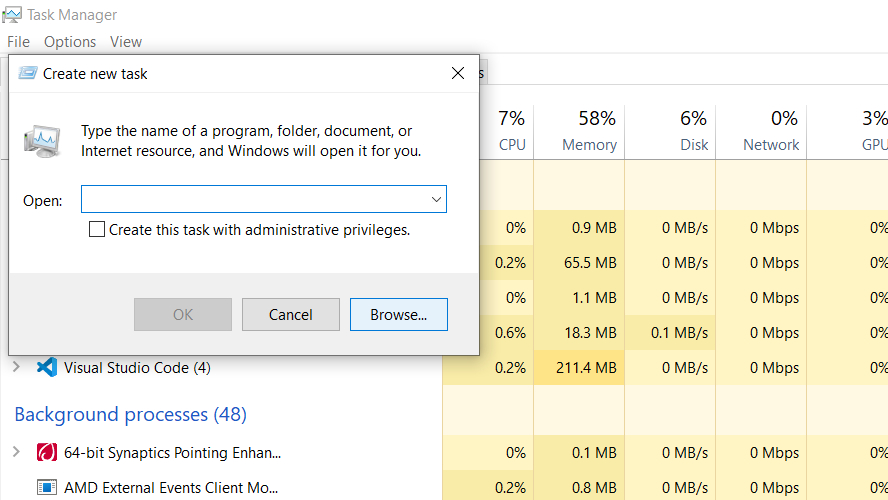 Task Manager
File Options View
Create new task
s
Type the name of a program, folder, document, or
Internet resource, and Windows will open it for you.
Open:
Create this task with administrative privileges.
OK Cancel Browse...
7% 58% 6% 0% 3%
CPU Memory Disk Network GPU
0% 0.9 MB 0 MB/s 0 Mbps 0%
0.2% 65.5 MB 0 MB/s 0 Mbps 0%
0% 1.1 MB 0 MB/s 0 Mbps 0%
0.6% 18.3 MB 0.1 MB/s 0 Mbps 0%
Visual Studio Code (4) 0.2% 211.4 MB 0 MB/s 0 Mbps 0%
Background processes (48)
64-bit Synaptics Pointing Enhan... 0% 0.1 MB 0 MB/s 0 Mbps 0%
AMD External Events Client Mo... 0.2% 0.8 MB 0 MB/s 0 Mbps 0%